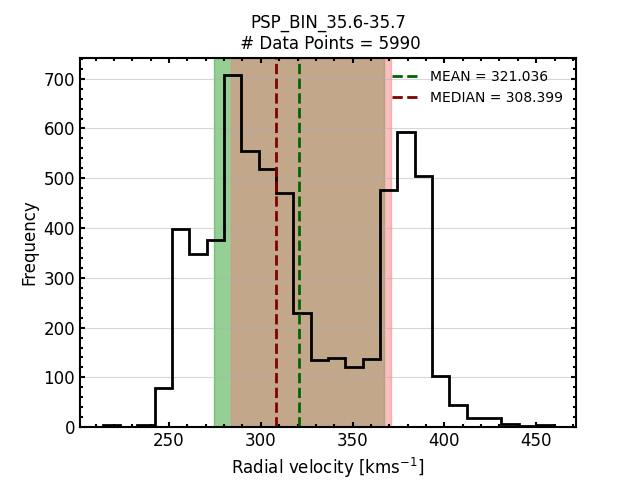 PSP_BIN_35.6-35.7
# Data Points = 5990
MEAN = 321.036
MEDIAN = 308.399
700
600
500
400
300
200
100
0
Frequency
250 300 350 400 450
Radial velocity [kms⁻¹]